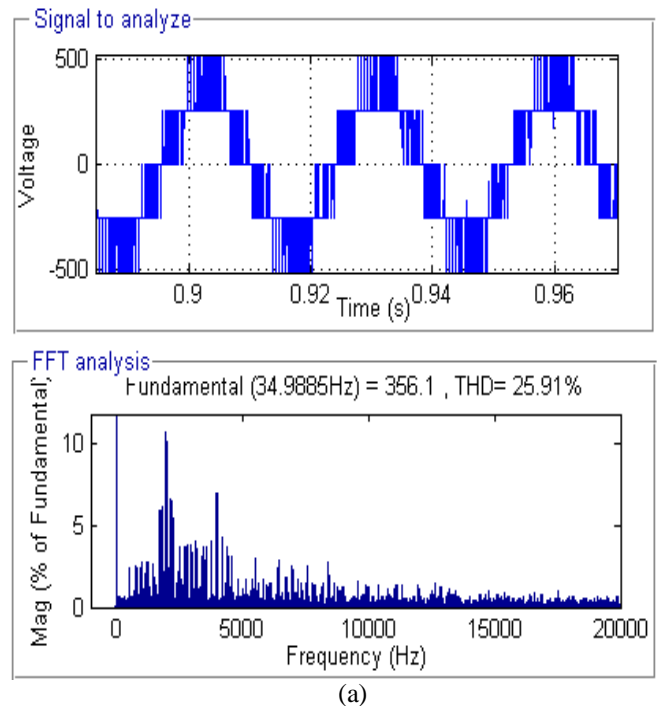 Signal to analyze
500
0
-500
Voltage
0.9 0.92 0.94 0.96
Time (s)
FFT analysis
Fundamental (34.9885Hz) = 356.1 , THD= 25.91%
10
5
0
Mag (% of Fundamental)
0 5000 10000 15000 20000
Frequency (Hz)
(a)